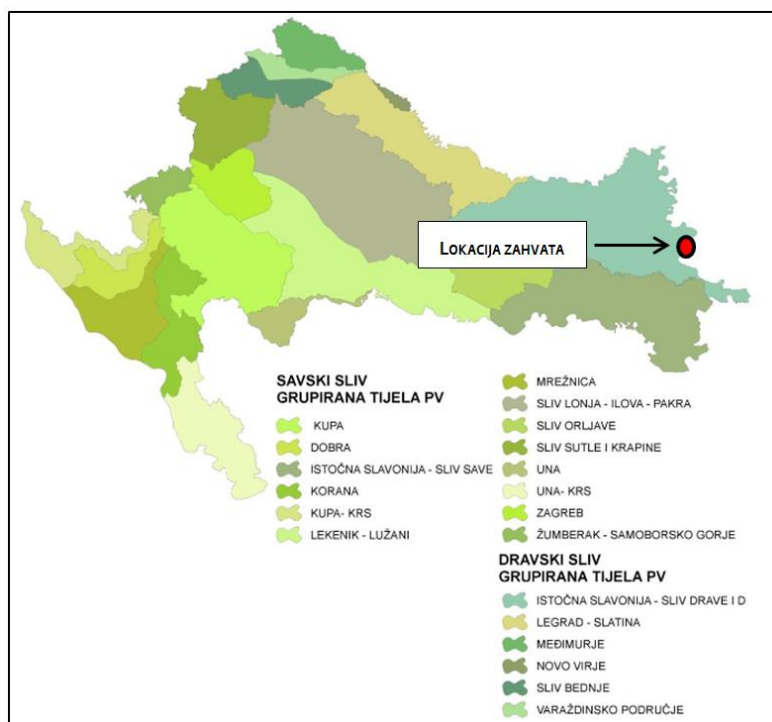 LOKACIJA ZAHVATA
SAVSKI SLIV
GRUPIRANA TIJELA PV
KUPA
DOBRA
ISTOČNA SLAVONIJA - SLIV SAVE
KORANA
KUPA- KRS
LEKENIK - LUŽANI
MREŽNICA
SLIV LONJA - ILOVA - PAKRA
SLIV ORLJAVE
SLIV SUTLE I KRAPINE
UNA
UNA- KRS
ZAGREB
ŽUMBERAK - SAMOBORSKO GORJE
DRAVSKI SLIV
GRUPIRANA TIJELA PV
ISTOČNA SLAVONIJA - SLIV DRAVE I D
LEGRAD - SLATINA
MEĐIMURJE
NOVO VIRJE
SLIV BEDNJE
VARAŽDINSKO PODRUČJE